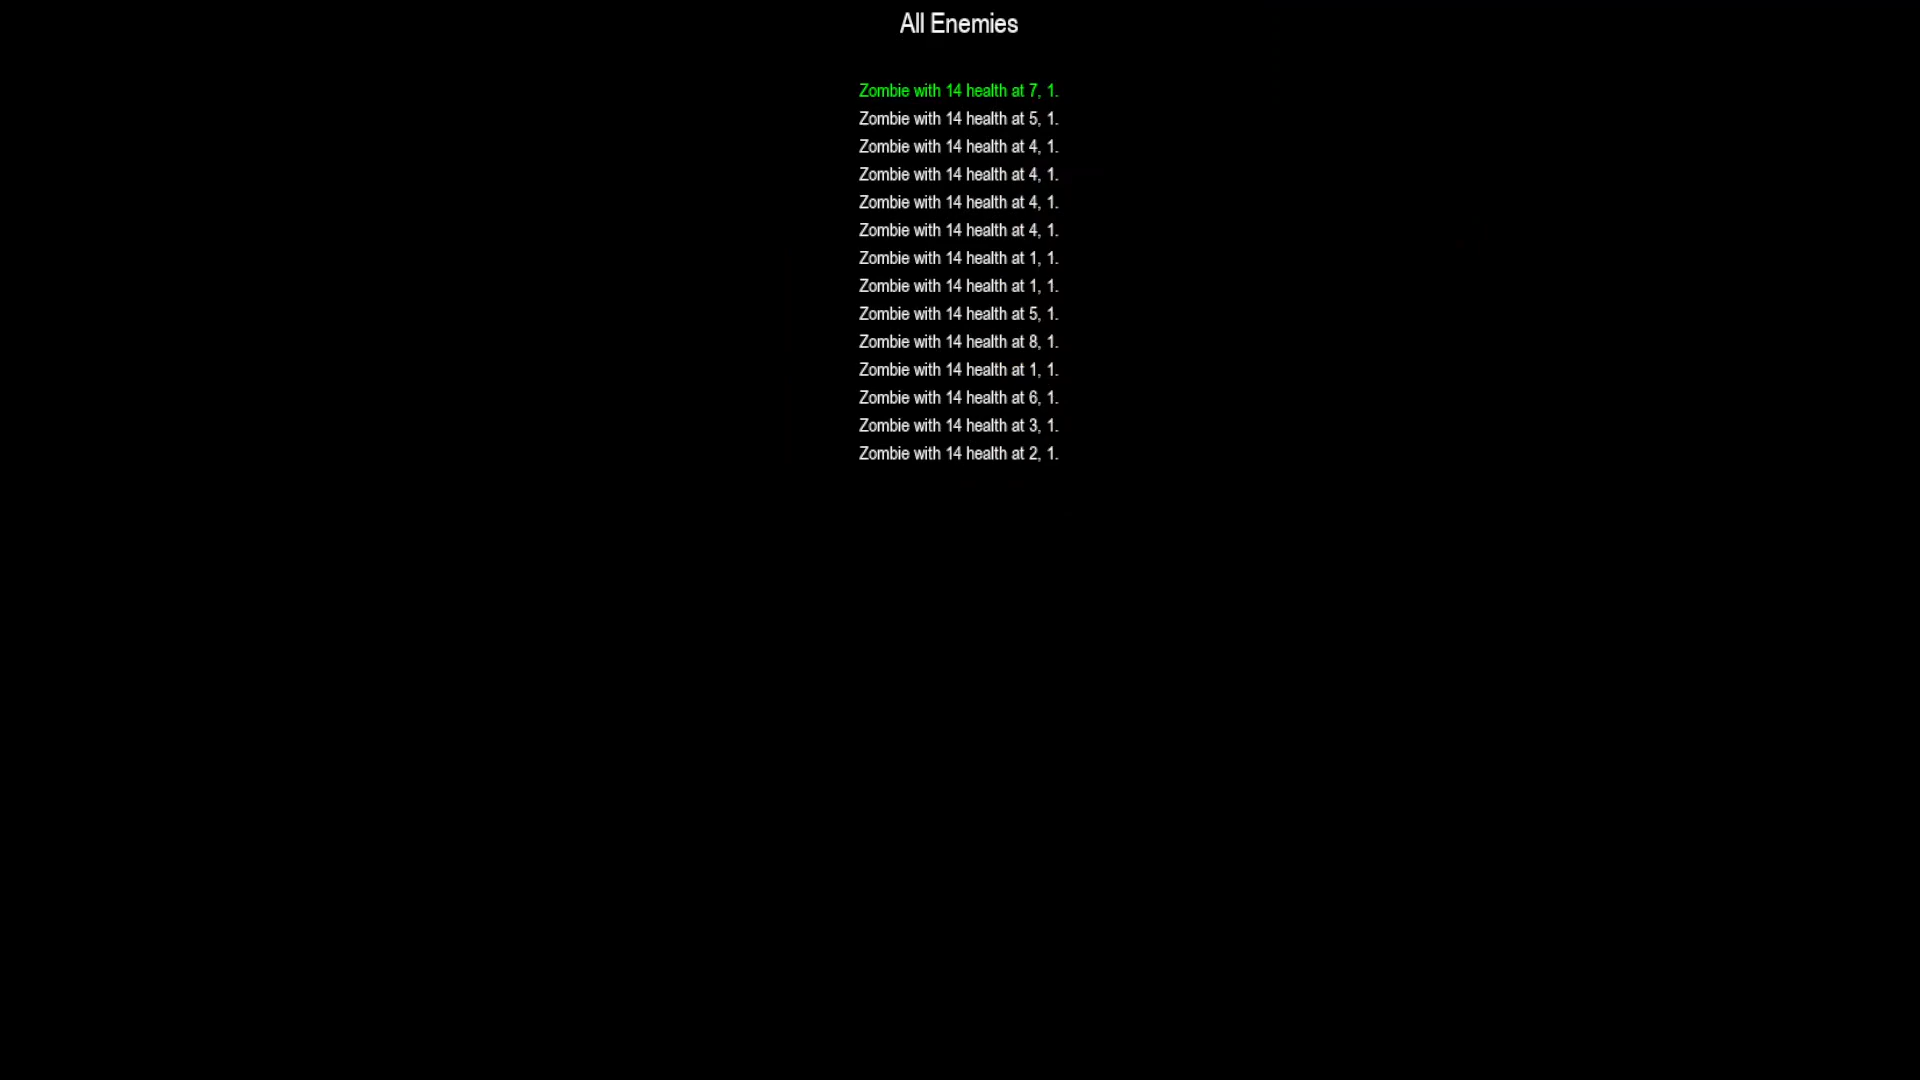 All Enemies
Zombie with 14 health at 7, 1.
Zombie with 14 health at 5, 1.
Zombie with 14 health at 4, 1.
Zombie with 14 health at 4, 1.
Zombie with 14 health at 4, 1.
Zombie with 14 health at 4, 1.
Zombie with 14 health at 1, 1.
Zombie with 14 health at 1, 1.
Zombie with 14 health at 5, 1.
Zombie with 14 health at 8, 1.
Zombie with 14 health at 1, 1.
Zombie with 14 health at 6, 1.
Zombie with 14 health at 3, 1.
Zombie with 14 health at 2, 1.